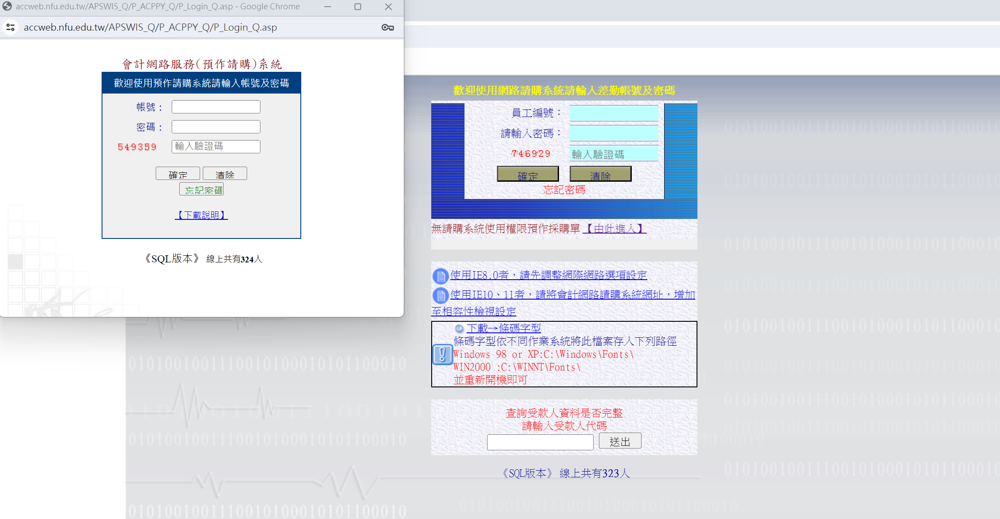 accweb.nfu.edu.tw/APSWIS_Q/P_ACPPY_Q/P_Login_Q.asp - Google Chrome
accweb.nfu.edu.tw/APSWIS_Q/P_ACPPY_Q/P_Login_Q.asp
會計網路服務(預作請購)系統
歡迎使用預作請購系統請輸入帳號及密碼
帳號：
密碼：
549359 輸入驗證碼
確定 清除
忘記密碼
【下載說明】
《SQL版本》 線上共有324人
歡迎使用網路請購系統請輸入差勤帳號及密碼
員工編號：
請輸入密碼：
746929 輸入驗證碼
確定 清除
忘記密碼
無請購系統使用權限預作採購單 【由此進入】
使用IE8.0者，請先調整網際網路選項設定
使用IE10、11者，請將會計網路請購系統網址，增加
至相容性檢視設定
下載→條碼字型
條碼字型依不同作業系統將此檔案存入下列路徑
Windows 98 or XP:C:\Windows\Fonts\
WIN2000 :C:\WINNT\Fonts\
並重新開機即可
查詢受款人資料是否完整
請輸入受款人代碼
送出
《SQL版本》 線上共有323人